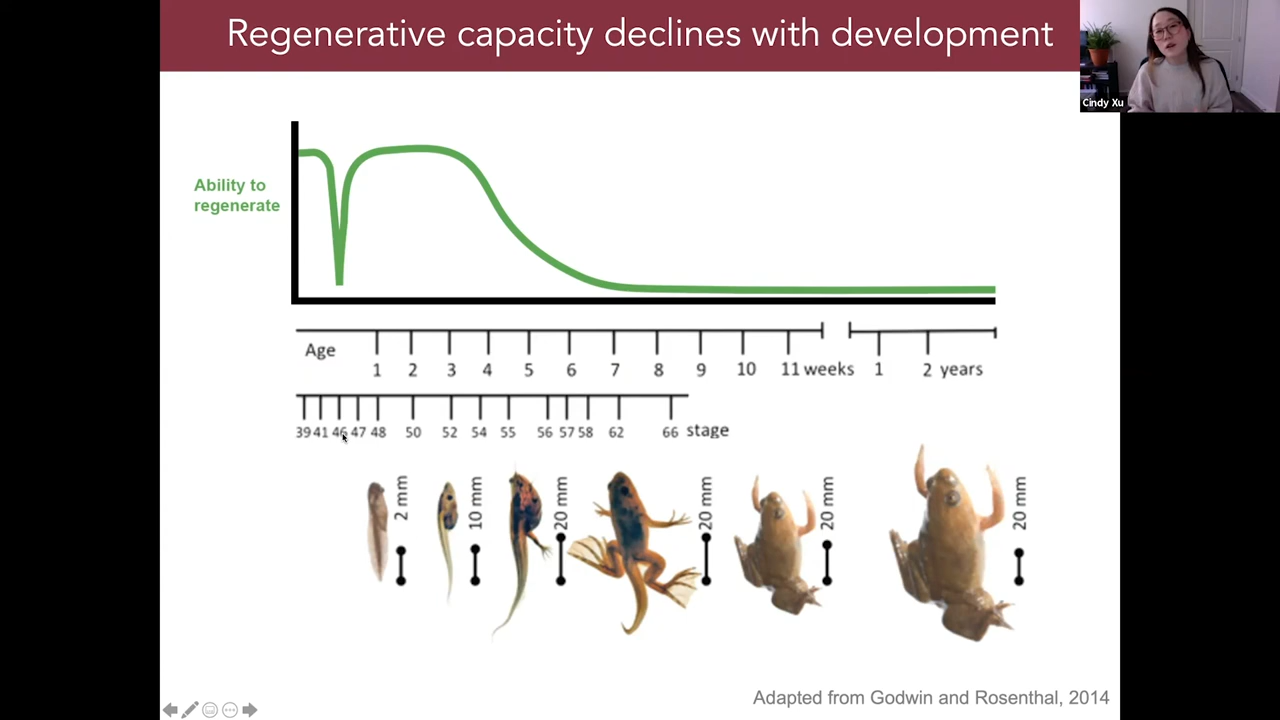 Regenerative capacity declines with development
Cindy Xu
Ability to
regenerate
Age
1 2 3 4 5 6 7 8 9 10 11 weeks 1 2 years
39 41 46 47 48 50 52 54 55 56 57 58 62 66 stage
2 mm 10 mm 20 mm 20 mm 20 mm 20 mm
Adapted from Godwin and Rosenthal, 2014